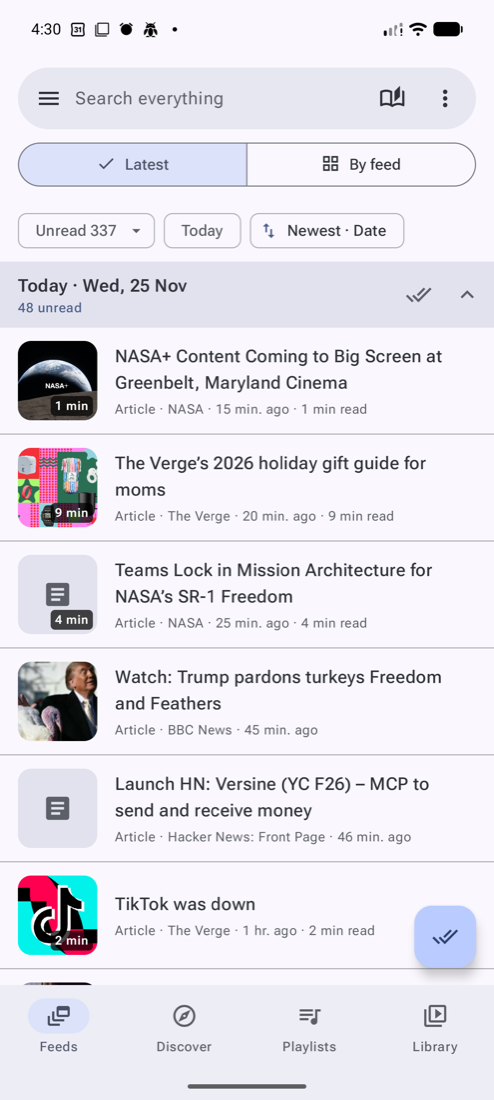 4:30
31
Search everything
Latest
By feed
Unread 337
Today
Newest · Date
Today · Wed, 25 Nov
48 unread
NASA+
1 min
NASA+ Content Coming to Big Screen at
Greenbelt, Maryland Cinema
Article · NASA · 15 min. ago · 1 min read
9 min
The Verge’s 2026 holiday gift guide for
moms
Article · The Verge · 20 min. ago · 9 min read
4 min
Teams Lock in Mission Architecture for
NASA’s SR-1 Freedom
Article · NASA · 25 min. ago · 4 min read
Watch: Trump pardons turkeys Freedom
and Feathers
Article · BBC News · 45 min. ago
Launch HN: Versine (YC F26) – MCP to
send and receive money
Article · Hacker News: Front Page · 46 min. ago
2 min
TikTok was down
Article · The Verge · 1 hr. ago · 2 min read
Feeds
Discover
Playlists
Library